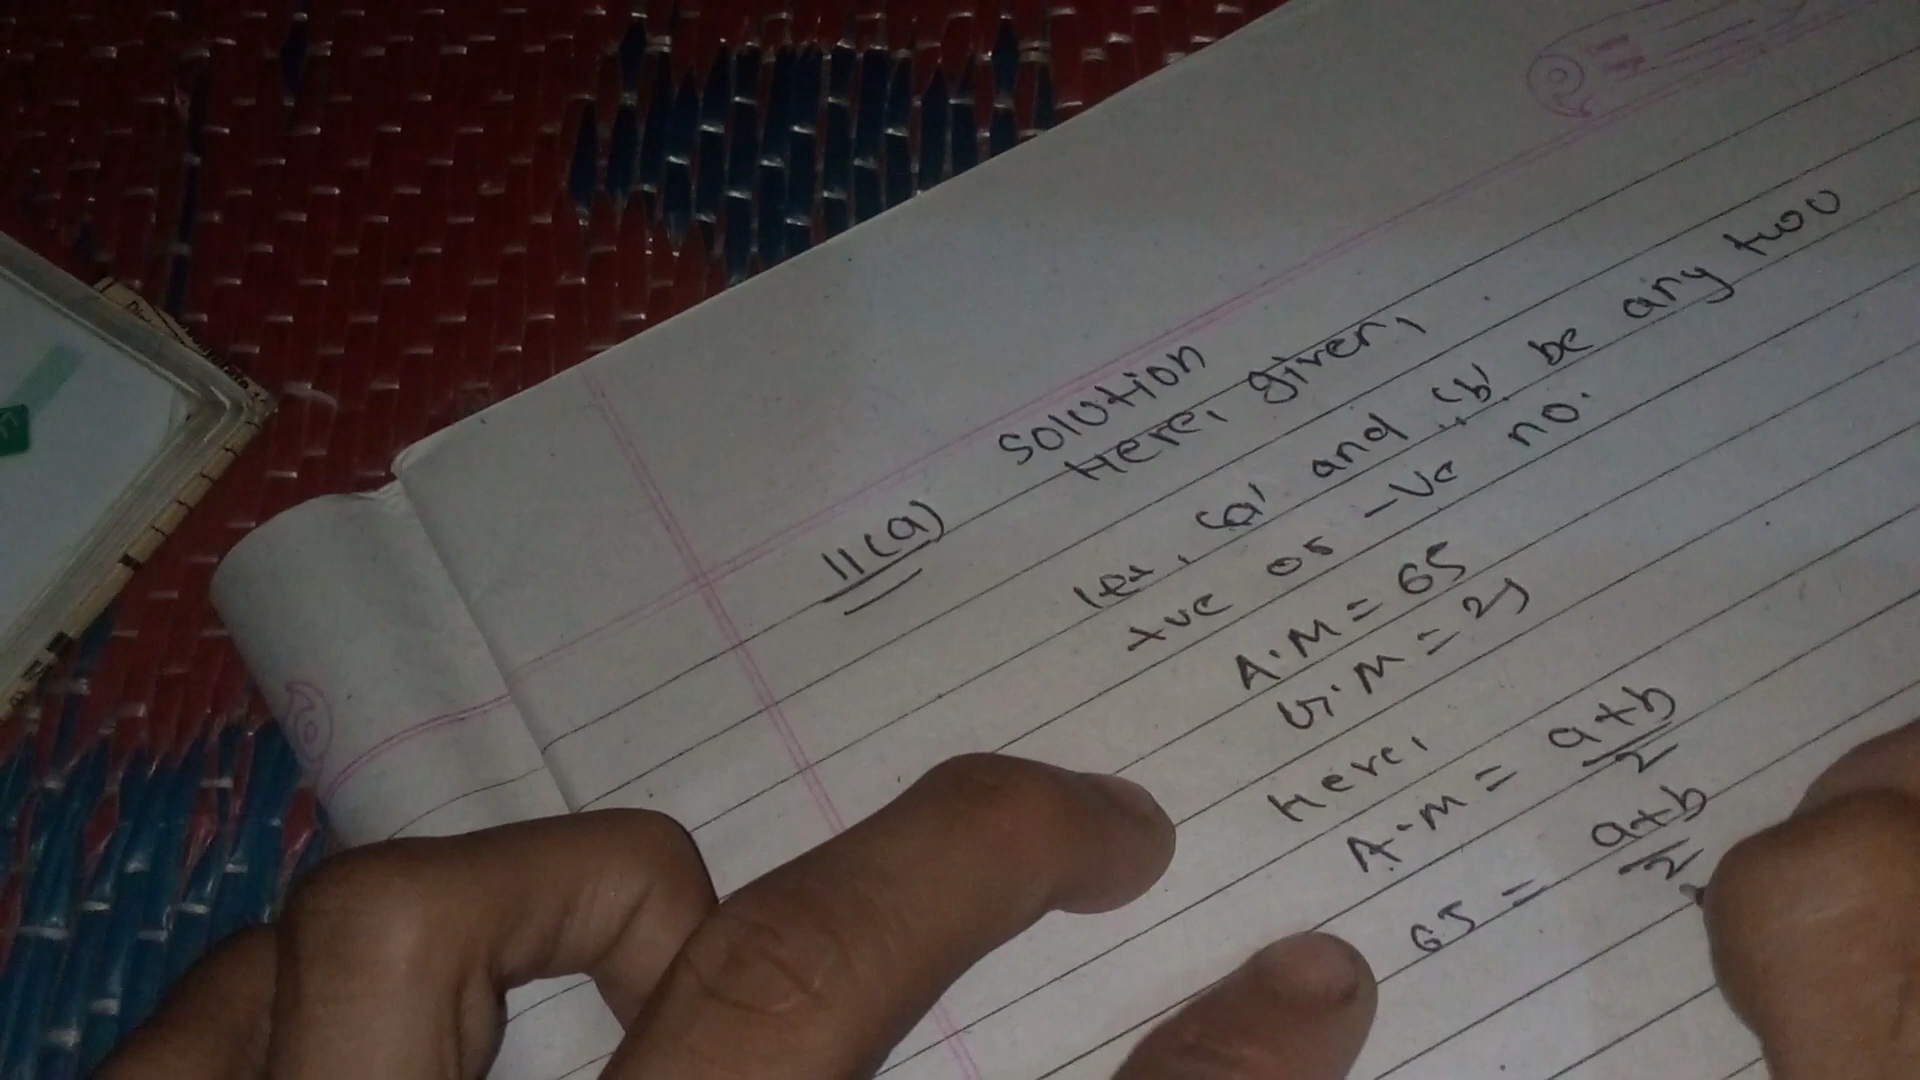 11(a) Solution
Here, given,
let, 'a' and 'b' be any two
+ve or -ve no.
A.M = 65
G.M = 25
Here,
A.M = a+b/2
65 = a+b/2